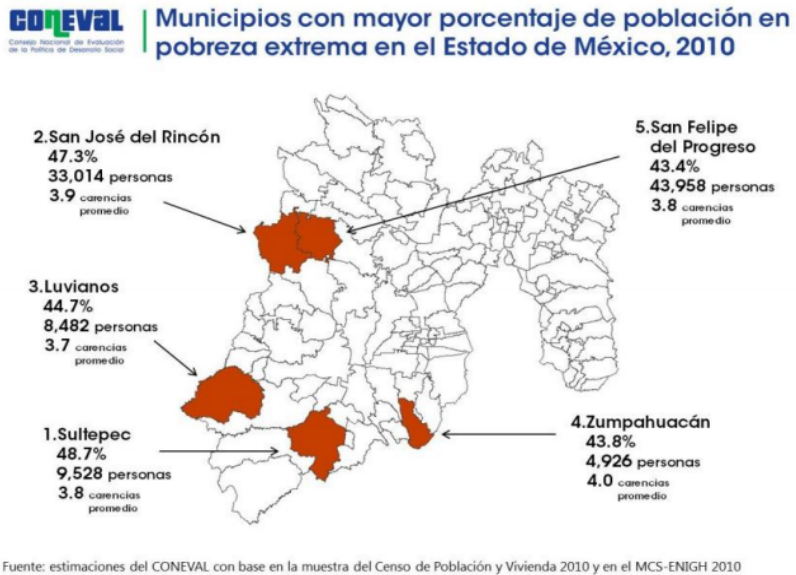 CONEVAL
Consejo Nacional de Evaluación
de la Política de Desarrollo Social
Municipios con mayor porcentaje de población en
pobreza extrema en el Estado de México, 2010
2.San José del Rincón
47.3%
33,014 personas
3.9 carencias
promedio
5.San Felipe
del Progreso
43.4%
43,958 personas
3.8 carencias
promedio
3.Luvianos
44.7%
8,482 personas
3.7 carencias
promedio
1.Sultepec
48.7%
9,528 personas
3.8 carencias
promedio
4.Zumpahuacán
43.8%
4,926 personas
4.0 carencias
promedio
Fuente: estimaciones del CONEVAL con base en la muestra del Censo de Población y Vivienda 2010 y en el MCS-ENIGH 2010